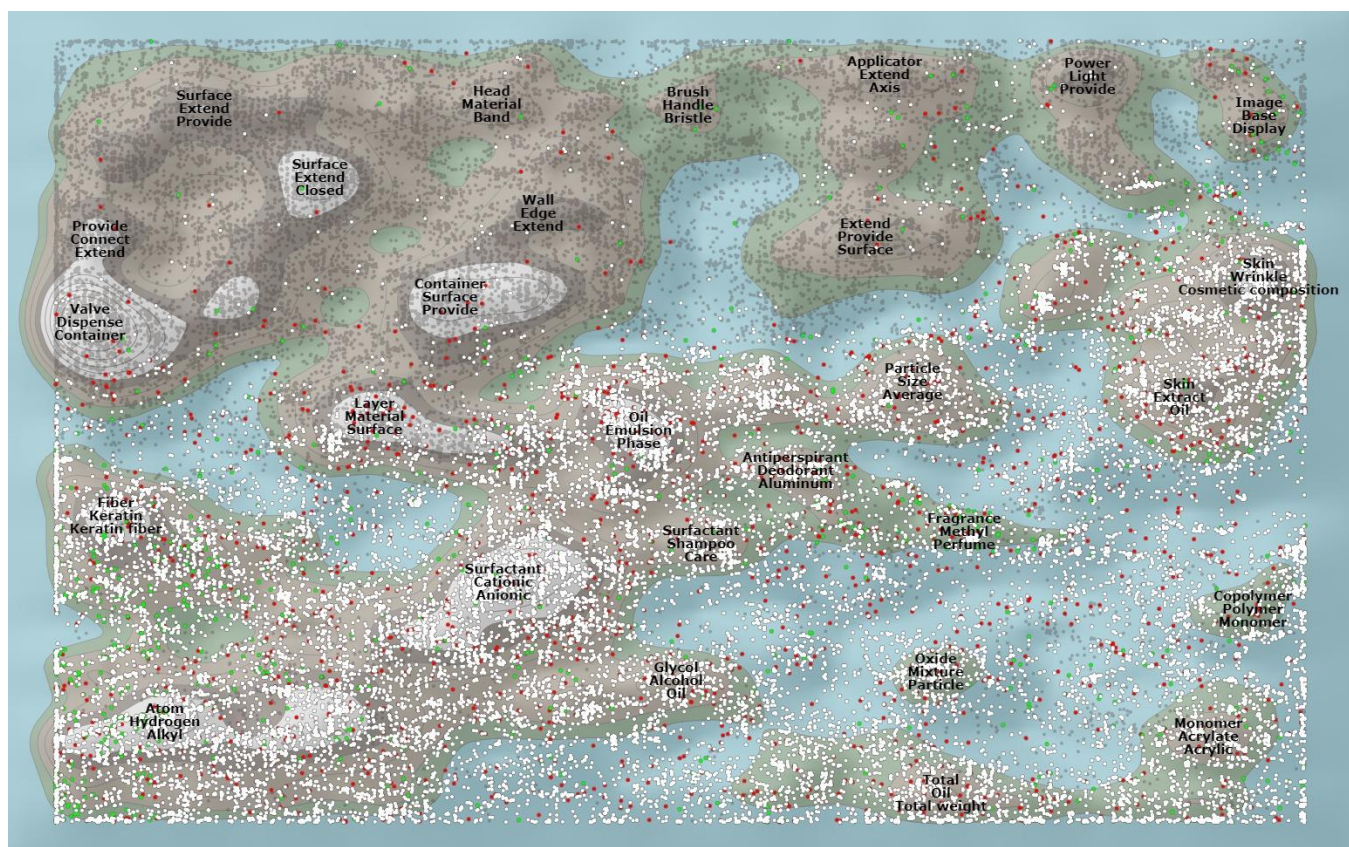 Surface
Extend
Provide
Head
Material
Band
Brush
Handle
Bristle
Applicator
Extend
Axis
Power
Light
Provide
Image
Base
Display
Surface
Extend
Closed
Wall
Edge
Extend
Provide
Connect
Extend
Extend
Provide
Surface
Skin
Wrinkle
Cosmetic composition
Valve
Dispense
Container
Container
Surface
Provide
Layer
Material
Surface
Oil
Emulsion
Phase
Particle
Size
Average
Skin
Extract
Oil
Antiperspirant
Deodorant
Aluminum
Fiber
Keratin
Keratin fiber
Surfactant
Shampoo
Care
Fragrance
Methyl
Perfume
Surfactant
Cationic
Anionic
Copolymer
Polymer
Monomer
Glycol
Alcohol
Oil
Oxide
Mixture
Particle
Atom
Hydrogen
Alkyl
Monomer
Acrylate
Acrylic
Total
Oil
Total weight